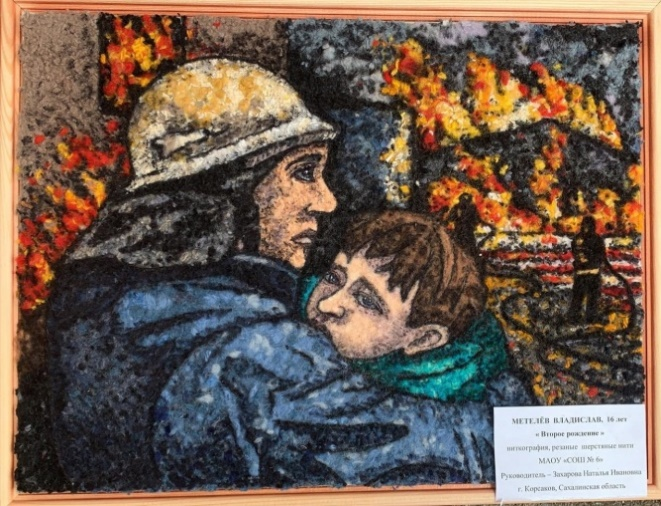 МЕТЕЛЁВ ВЛАДИСЛАВ, 16 лет
« Второе рождение »
ниткография, резаные шерстяные нити
МАОУ «СОШ № 6»
Руководитель – Захарова Наталья Ивановна
г. Корсаков, Сахалинская область